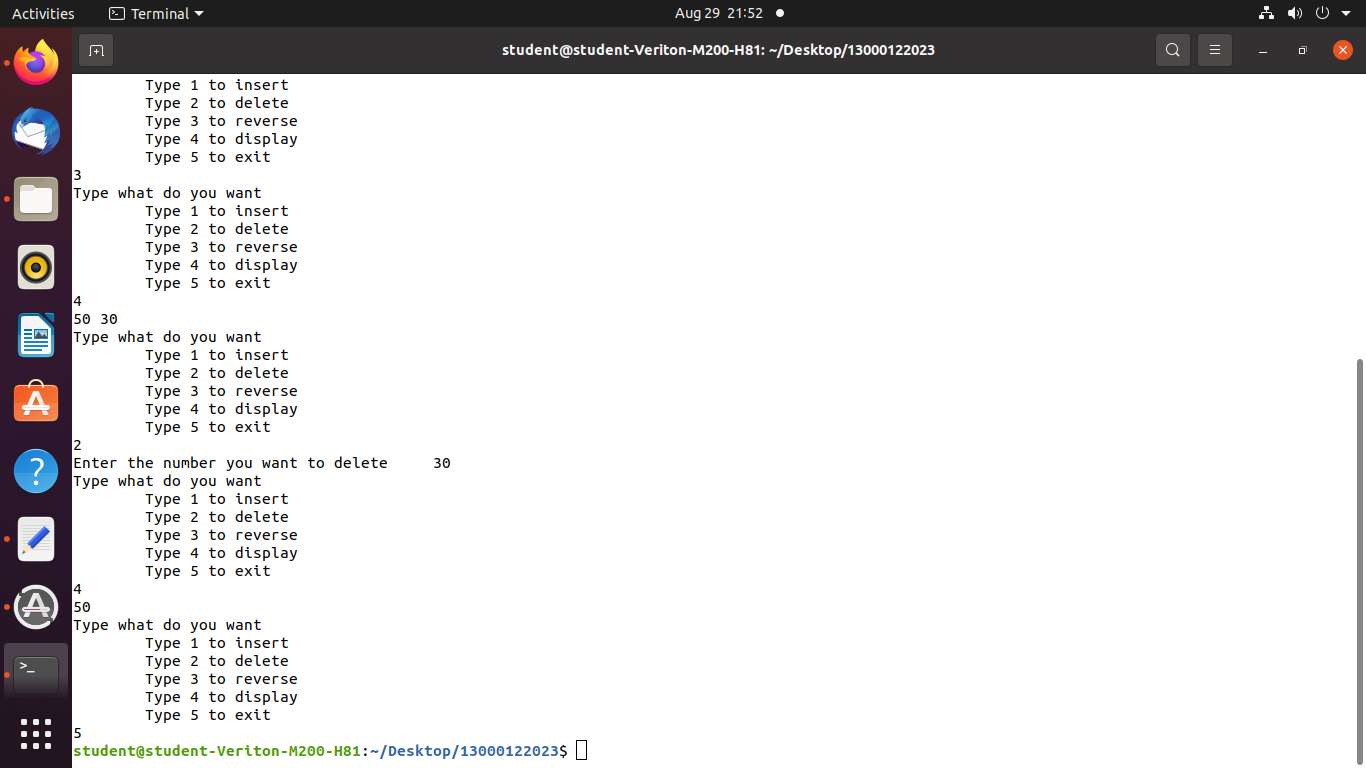 Activities Terminal Aug 29 21:52
student@student-Veriton-M200-H81: ~/Desktop/13000122023
Type 1 to insert
Type 2 to delete
Type 3 to reverse
Type 4 to display
Type 5 to exit
3
Type what do you want
Type 1 to insert
Type 2 to delete
Type 3 to reverse
Type 4 to display
Type 5 to exit
4
50 30
Type what do you want
Type 1 to insert
Type 2 to delete
Type 3 to reverse
Type 4 to display
Type 5 to exit
2
Enter the number you want to delete 30
Type what do you want
Type 1 to insert
Type 2 to delete
Type 3 to reverse
Type 4 to display
Type 5 to exit
4
50
Type what do you want
Type 1 to insert
Type 2 to delete
Type 3 to reverse
Type 4 to display
Type 5 to exit
5
student@student-Veriton-M200-H81:~/Desktop/13000122023$